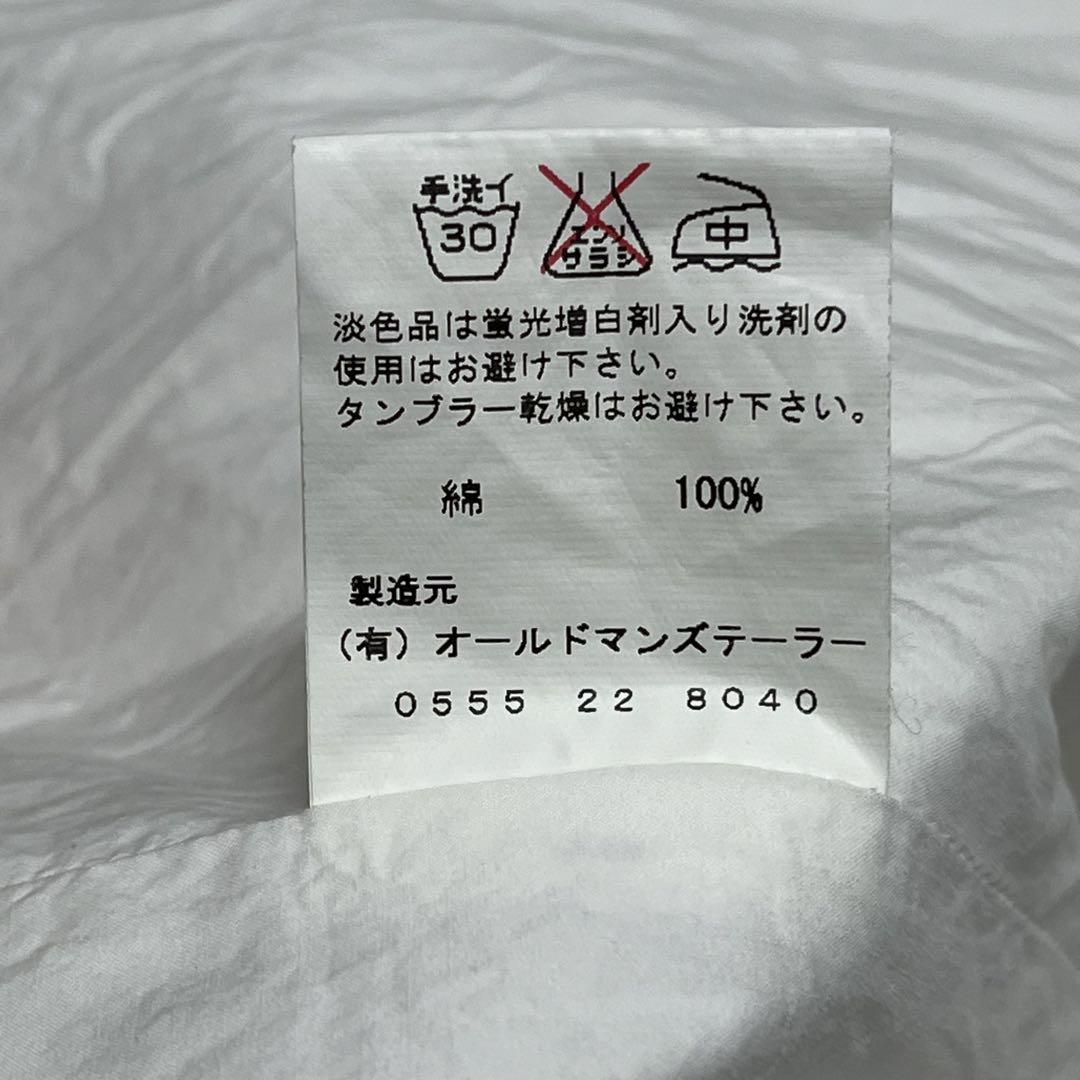 手洗イ
30
エンソ
サラシ
中
淡色品は蛍光増白剤入り洗剤の
使用はお避け下さい。
タンブラー乾燥はお避け下さい。
綿 100%
製造元
(有) オールドマンズテーラー
0555 22 8040